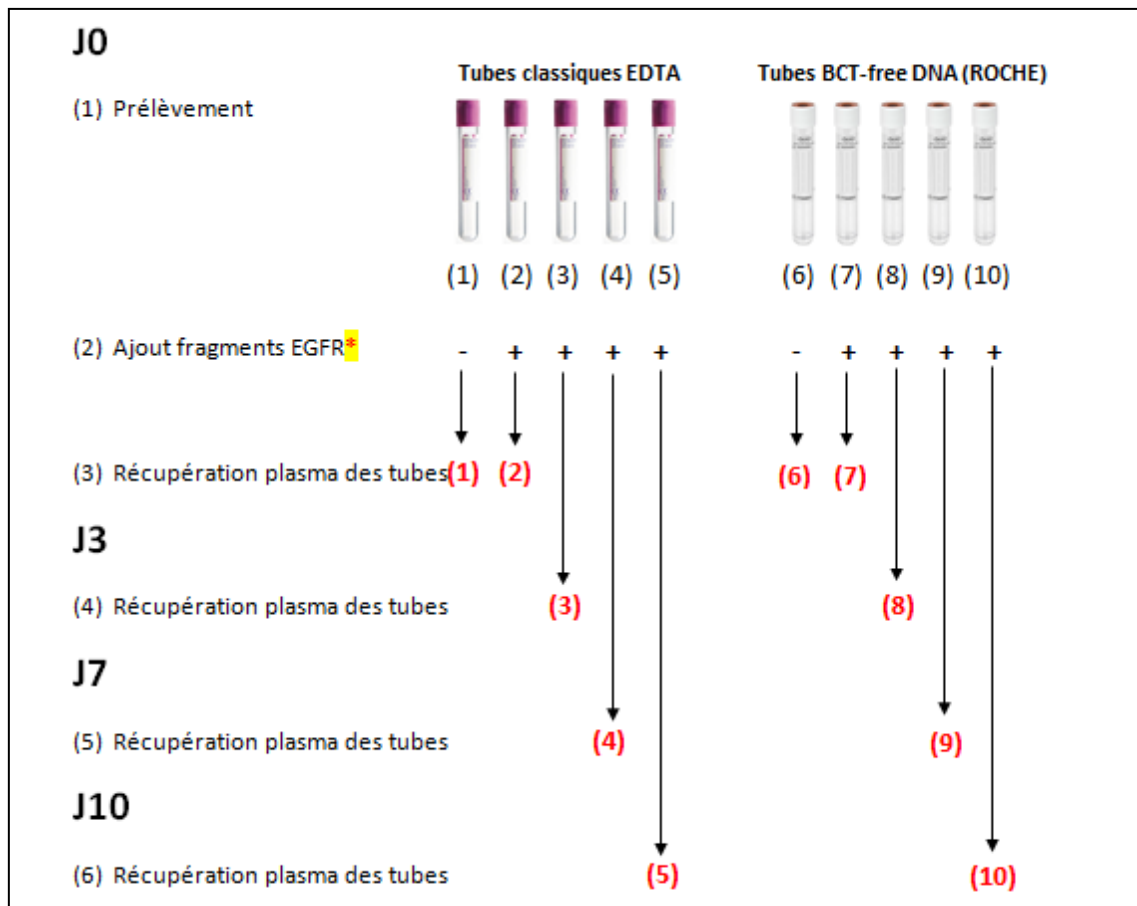 J0
Tubes classiques EDTA Tubes BCT-free DNA (ROCHE)
(1) Prélèvement
(1) (2) (3) (4) (5) (6) (7) (8) (9) (10)
(2) Ajout fragments EGFR* - + + + + - + + + +
(3) Récupération plasma des tubes (1) (2) (6) (7)
J3
(4) Récupération plasma des tubes (3) (8)
J7
(5) Récupération plasma des tubes (4) (9)
J10
(6) Récupération plasma des tubes (5) (10)